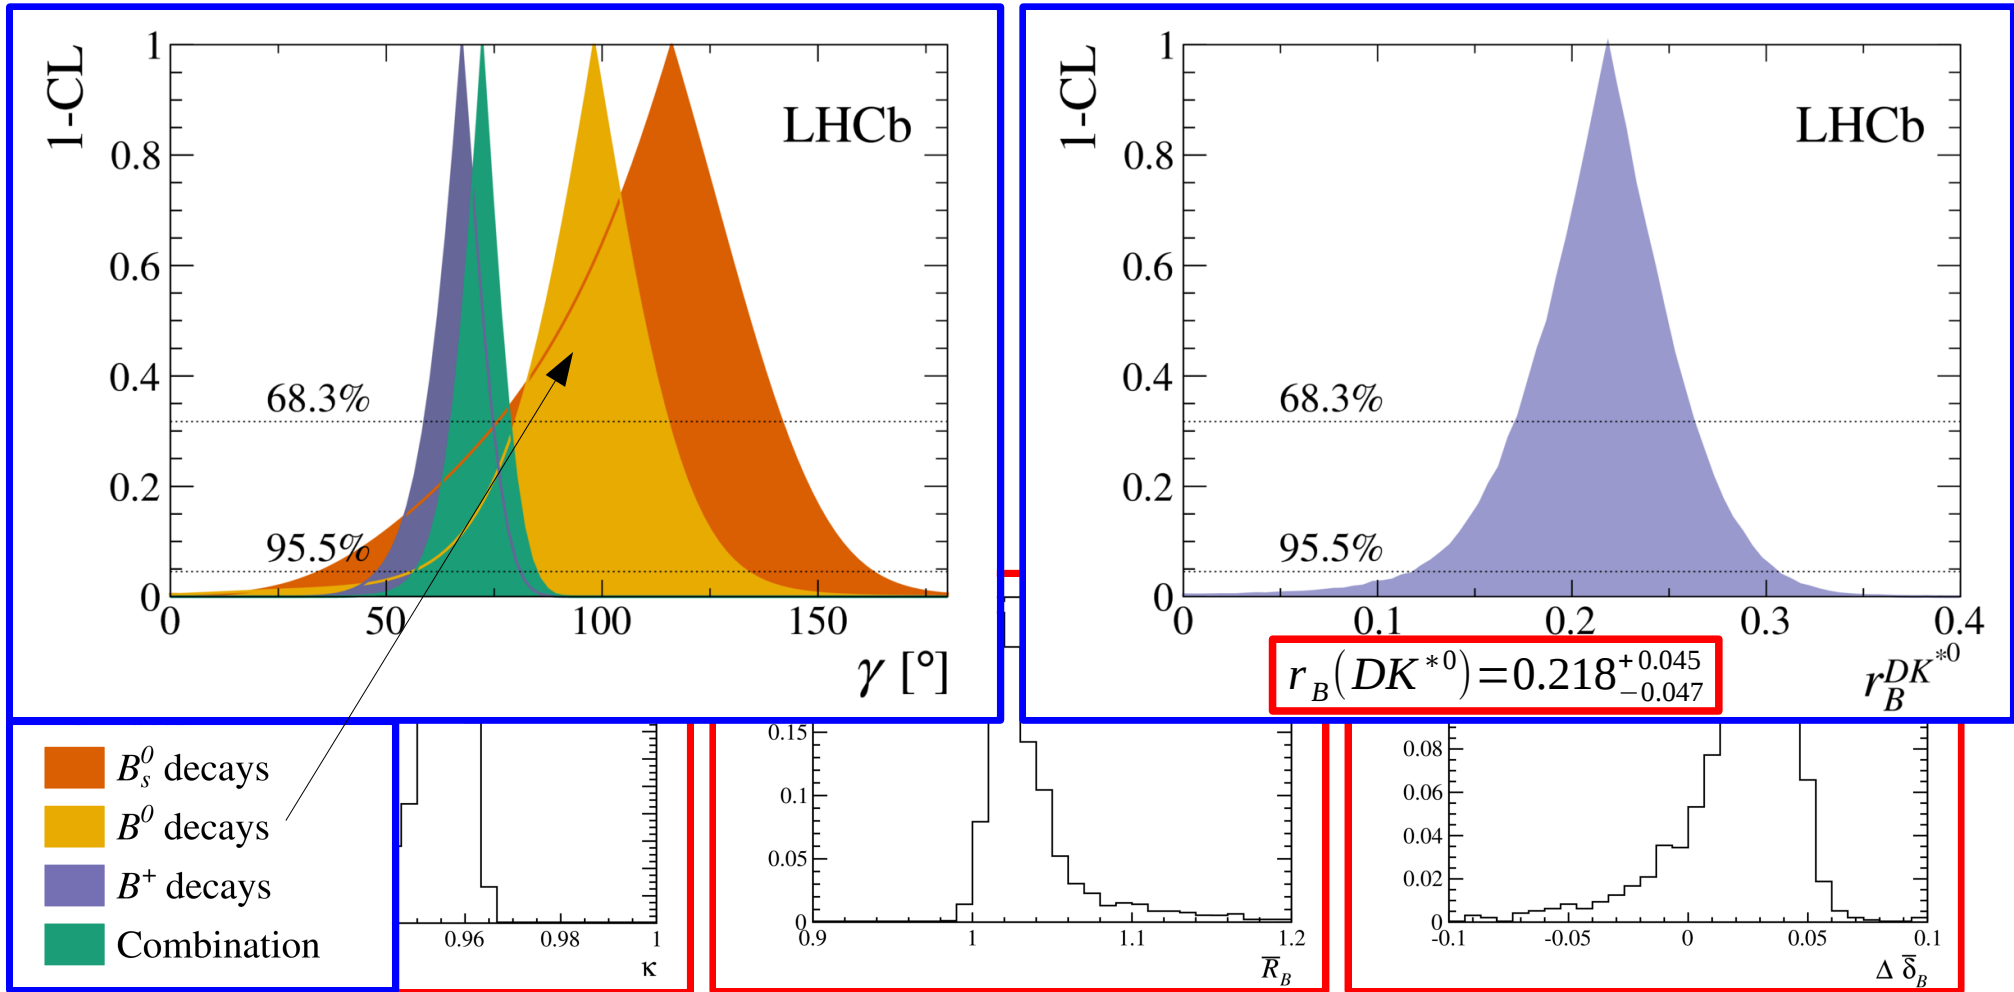 1-CL
1
0.8
0.6
0.4
0.2
0
LHCb
68.3%
95.5%
0 50 100 150
γ [°]
1-CL
1
0.8
0.6
0.4
0.2
0
LHCb
68.3%
95.5%
0 0.1 0.2 0.3 0.4
r_B(DK*0)=0.218 +0.045 −0.047
r_B^DK*0
B_s^0 decays
B^0 decays
B^+ decays
Combination
0.96 0.98 1
κ
0.15
0.1
0.05
0
0.9 1 1.1 1.2
R̅_B
0.08
0.06
0.04
0.02
0
-0.1 -0.05 0 0.05 0.1
Δ δ̅_B